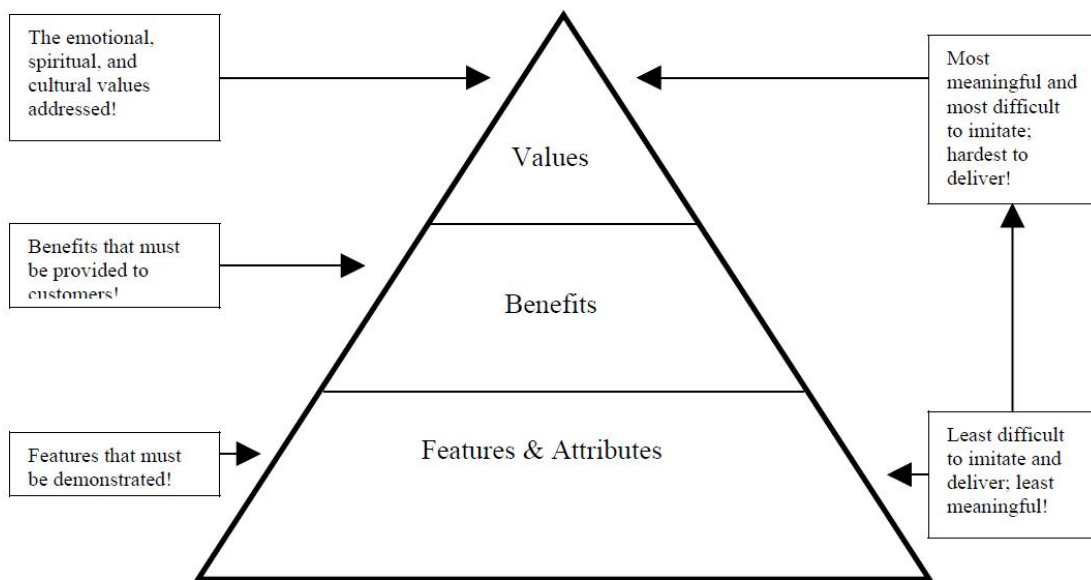 The emotional,
spiritual, and
cultural values
addressed!
Most
meaningful and
most difficult
to imitate;
hardest to
deliver!
Values
Benefits that must
be provided to
customers!
Benefits
Features that must
be demonstrated!
Features & Attributes
Least difficult
to imitate and
deliver; least
meaningful!